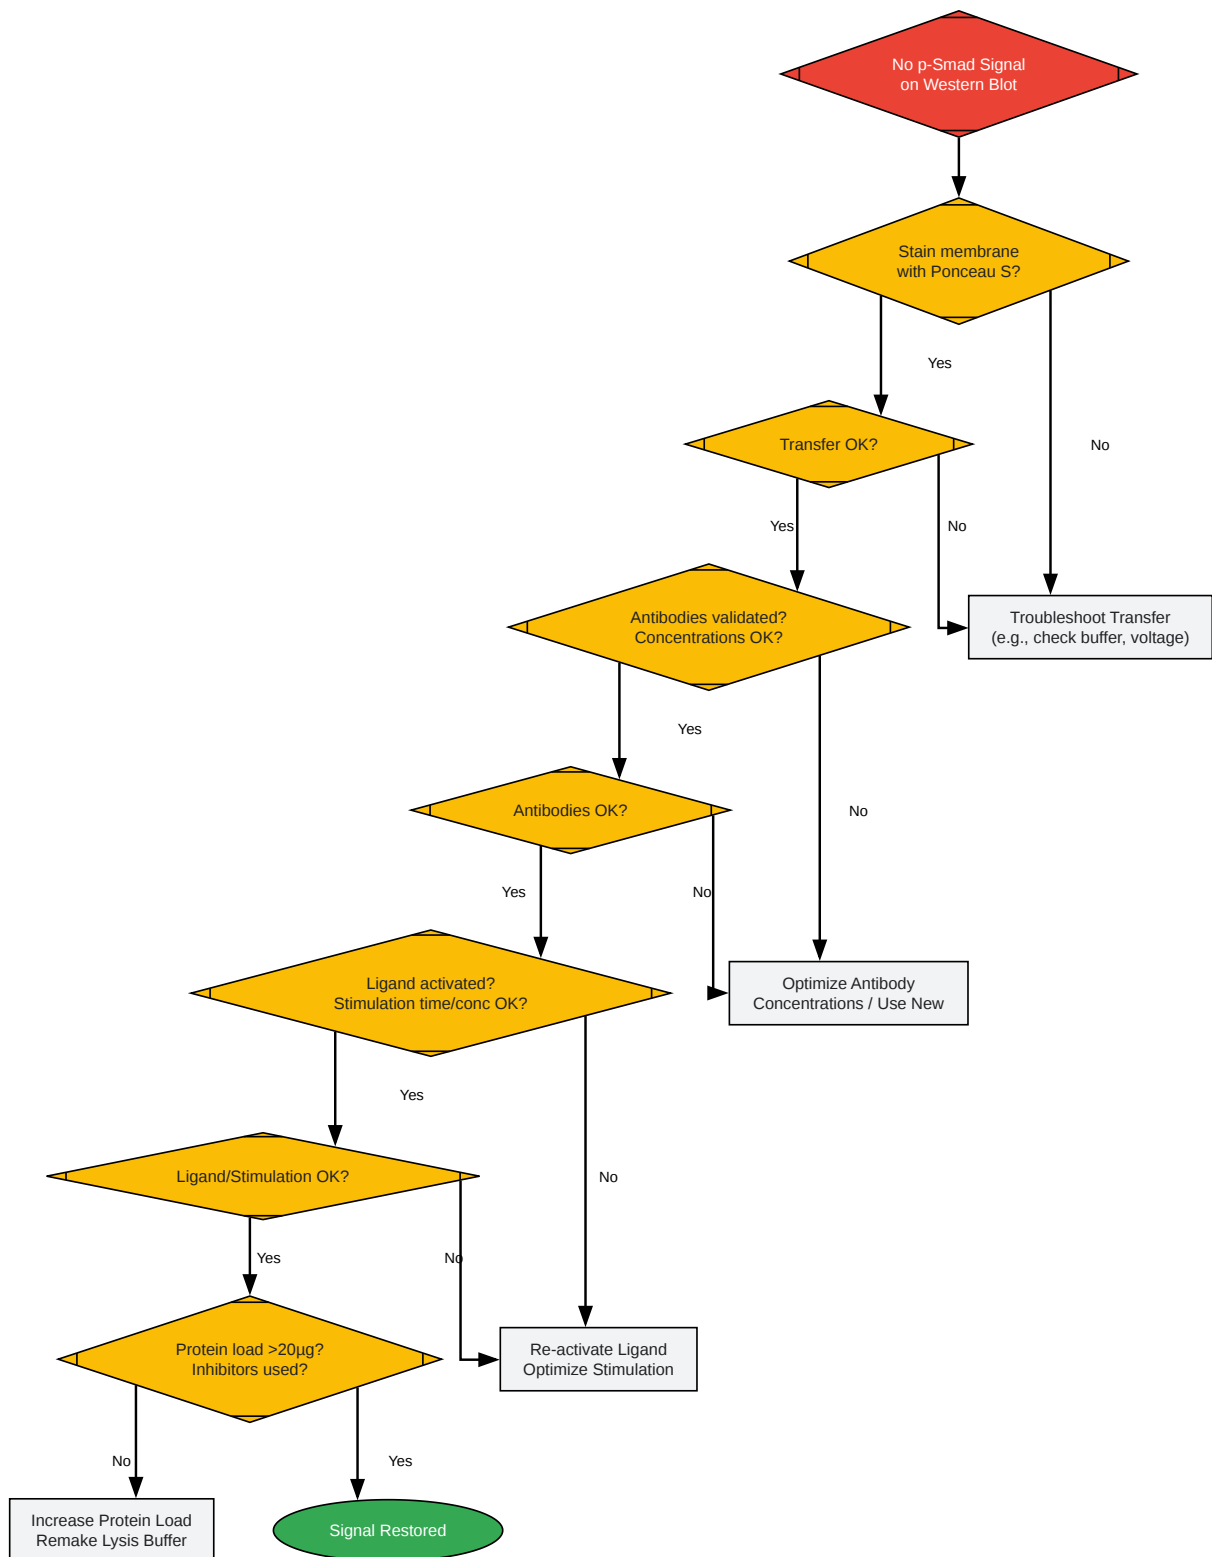 No p-Smad Signal
on Western Blot
Stain membrane
with Ponceau S?
Yes
Transfer OK?
No
Yes
No
Antibodies validated?
Concentrations OK?
Troubleshoot Transfer
(e.g., check buffer, voltage)
Yes
Antibodies OK?
No
Yes
No
Ligand activated?
Stimulation time/conc OK?
Optimize Antibody
Concentrations / Use New
Yes
Ligand/Stimulation OK?
No
Yes
No
Protein load >20µg?
Inhibitors used?
Re-activate Ligand
Optimize Stimulation
No
Yes
Increase Protein Load
Remake Lysis Buffer
Signal Restored